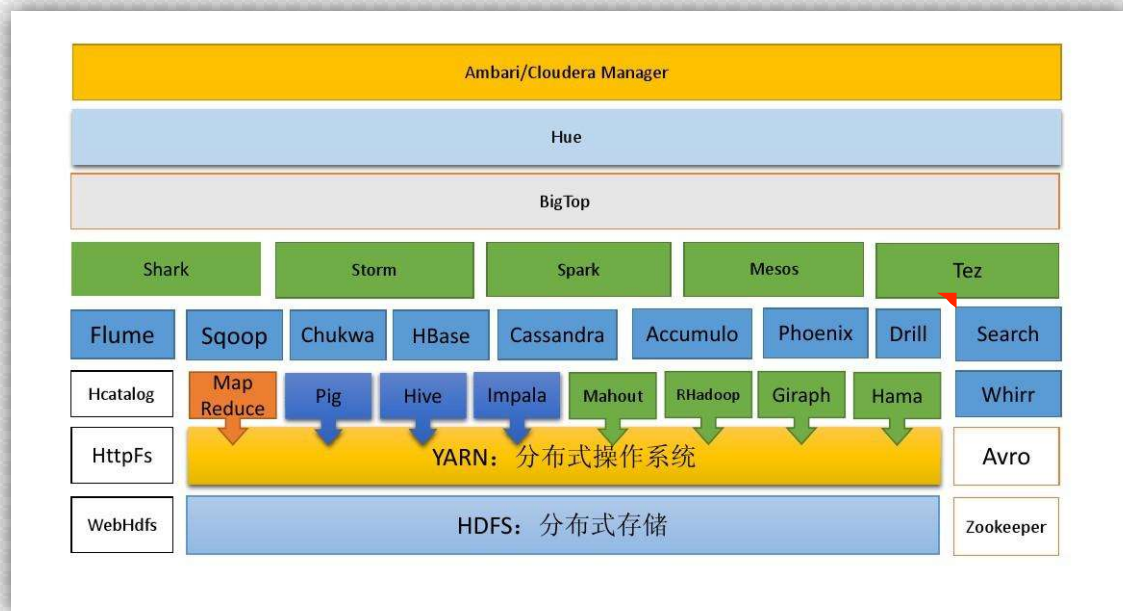 Ambari/Cloudera Manager
Hue
BigTop
Shark Storm Spark Mesos Tez
Flume Sqoop Chukwa HBase Cassandra Accumulo Phoenix Drill Search
Hcatalog Map Reduce Pig Hive Impala Mahout RHadoop Giraph Hama Whirr
HttpFs YARN：分布式操作系统 Avro
WebHdfs HDFS：分布式存储 Zookeeper